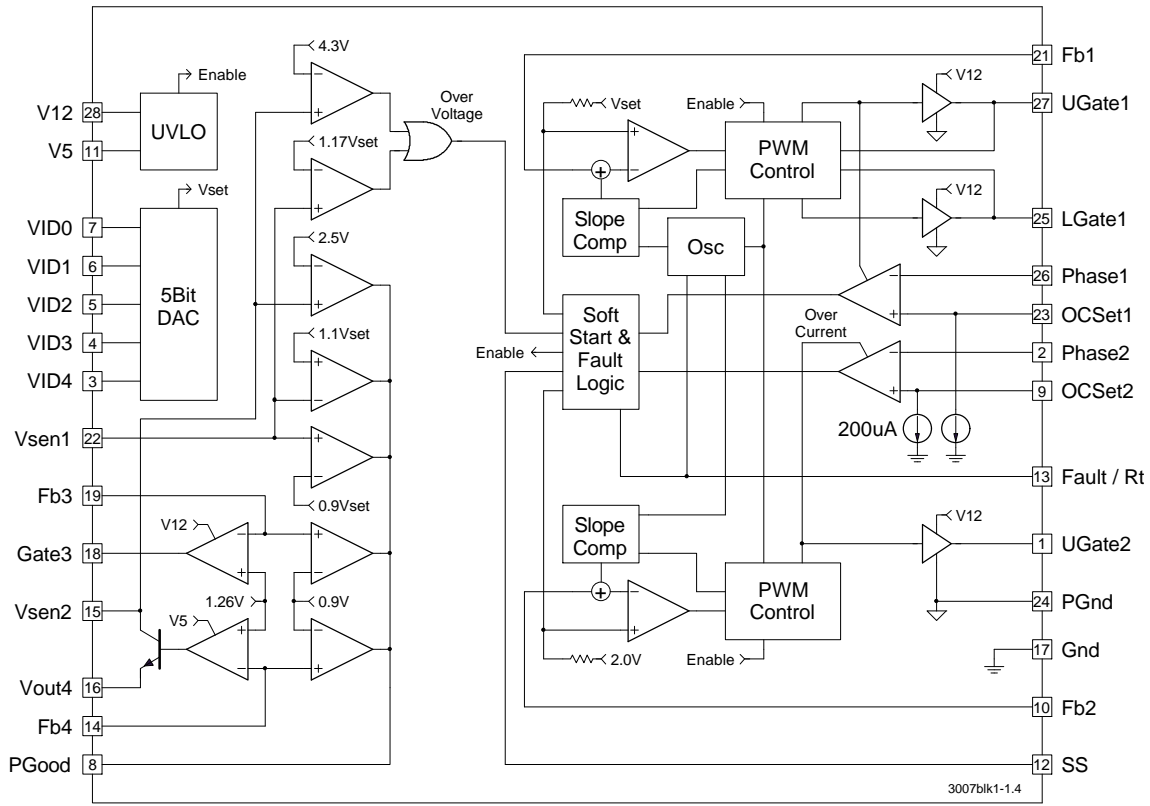 V12 28
V5 11
UVLO
Enable
VID0 7
VID1 6
VID2 5
VID3 4
VID4 3
5Bit
DAC
Vset
Vsen1 22
Fb3 19
Gate3 18
Vsen2 15
Vout4 16
Fb4 14
PGood 8
4.3V
−
+
1.17Vset
−
+
2.5V
−
+
1.1Vset
+
−
+
−
0.9Vset
V12
−
+
+
−
1.26V
0.9V
V5
+
−
−
+
Over
Voltage
Vset
Enable
+
−
+
PWM
Control
V12
V12
Slope
Comp
Osc
Soft
Start &
Fault
Logic
Enable
Over
Current
−
+
−
+
200uA
Slope
Comp
+
−
+
PWM
Control
2.0V
Enable
V12
21 Fb1
27 UGate1
25 LGate1
26 Phase1
23 OCSet1
2 Phase2
9 OCSet2
13 Fault / Rt
1 UGate2
24 PGnd
17 Gnd
10 Fb2
12 SS
3007blk1-1.4